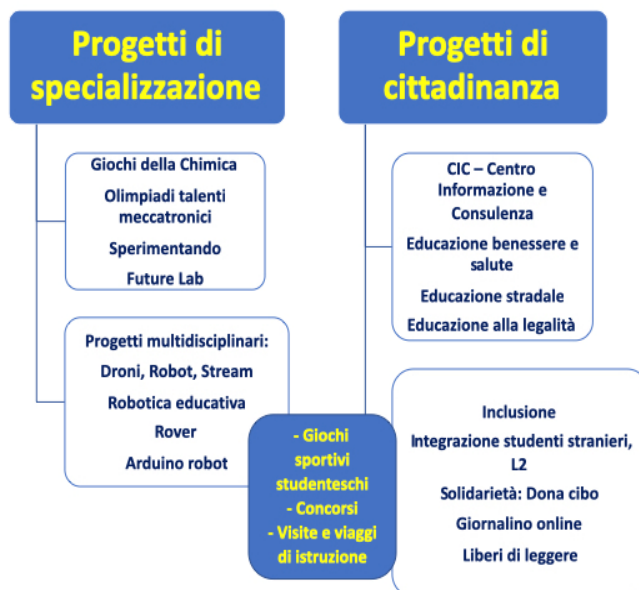 Progetti di
specializzazione
Giochi della Chimica
Olimpiadi talenti
meccatronici
Sperimentando
Future Lab
Progetti multidisciplinari:
Droni, Robot, Stream
Robotica educativa
Rover
Arduino robot
Progetti di
cittadinanza
CIC – Centro
Informazione e
Consulenza
Educazione benessere e
salute
Educazione stradale
Educazione alla legalità
Inclusione
Integrazione studenti stranieri,
L2
Solidarietà: Dona cibo
Giornalino online
Liberi di leggere
- Giochi
sportivi
studenteschi
- Concorsi
- Visite e viaggi
di istruzione